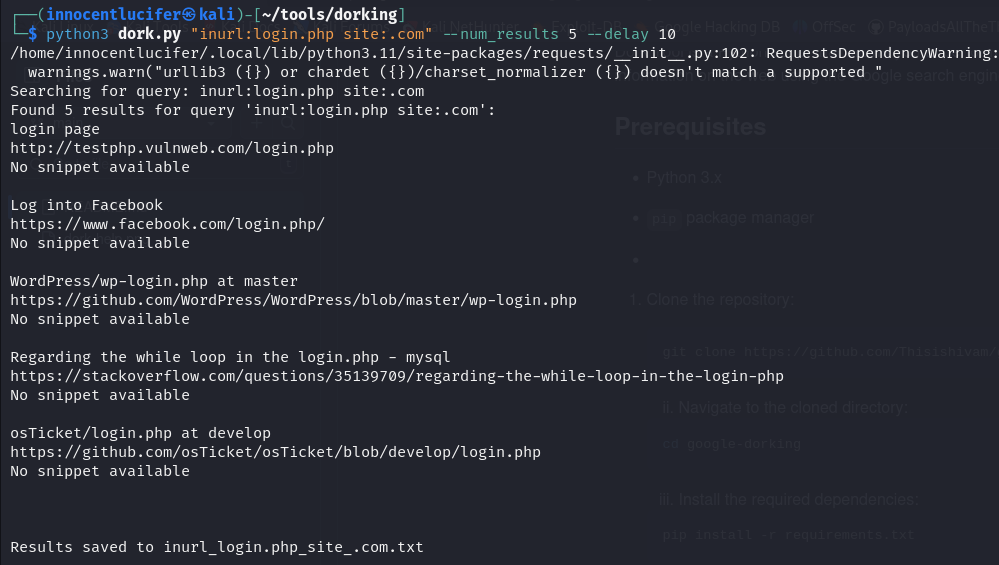 ┌──(innocentlucifer㉿kali)-[~/tools/dorking]
└─$ python3 dork.py "inurl:login.php site:.com" --num_results 5 --delay 10
/home/innocentlucifer/.local/lib/python3.11/site-packages/requests/__init__.py:102: RequestsDependencyWarning:
warnings.warn("urllib3 ({}) or chardet ({})/charset_normalizer ({}) doesn't match a supported "
Searching for query: inurl:login.php site:.com
Found 5 results for query 'inurl:login.php site:.com':
login page
http://testphp.vulnweb.com/login.php
No snippet available
Log into Facebook
https://www.facebook.com/login.php/
No snippet available
WordPress/wp-login.php at master
https://github.com/WordPress/WordPress/blob/master/wp-login.php
No snippet available
Regarding the while loop in the login.php - mysql
https://stackoverflow.com/questions/35139709/regarding-the-while-loop-in-the-login-php
No snippet available
osTicket/login.php at develop
https://github.com/osTicket/osTicket/blob/develop/login.php
No snippet available
Results saved to inurl_login.php_site_.com.txt
Kali NetHunter Exploit-DB Google Hacking DB OffSec PayloadsAllTheTh
Google search engin
Prerequisites
• Python 3.x
• pip package manager
•
i. Clone the repository:
git clone https://github.com/Thisishivam/
ii. Navigate to the cloned directory:
cd google-dorking
iii. Install the required dependencies:
pip install -r requirements.txt